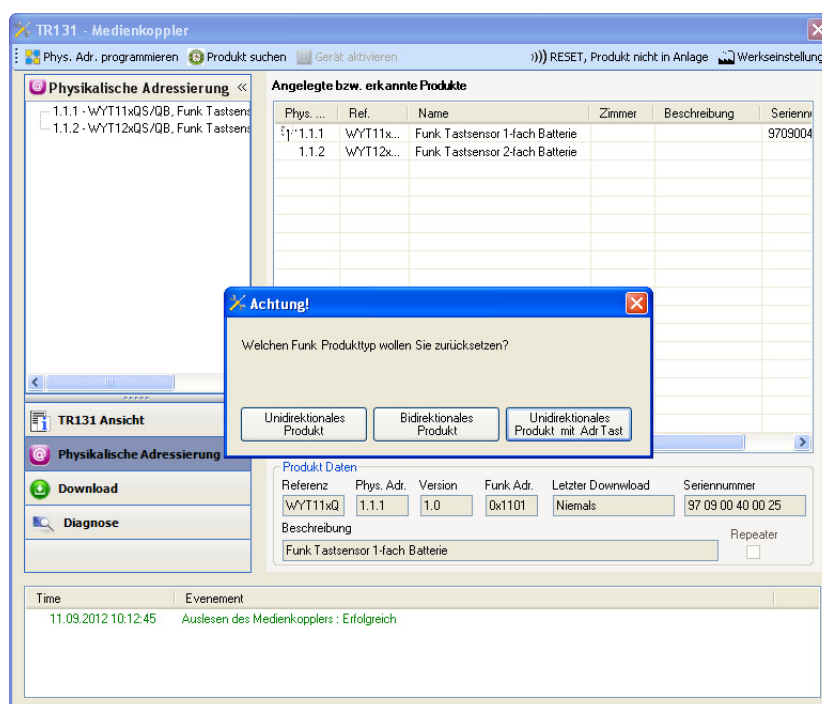 TR131 - Medienkoppler
Phys. Adr. programmieren Produkt suchen Gerät aktivieren RESET, Produkt nicht in Anlage Werkseinstellung
Physikalische Adressierung
1.1.1 - WYT11xQS/QB, Funk Tastsens
1.1.2 - WYT12xQS/QB, Funk Tastsens
Angelegte bzw. erkannte Produkte
Phys. ... Ref. Name Zimmer Beschreibung Seriennu
1.1.1 WYT11x... Funk Tastsensor 1-fach Batterie 9709004
1.1.2 WYT12x... Funk Tastsensor 2-fach Batterie
Achtung!
Welchen Funk Produkttyp wollen Sie zurücksetzen?
Unidirektionales
Produkt
Bidirektionales
Produkt
Unidirektionales
Produkt mit Adr Tast
TR131 Ansicht
Physikalische Adressierung
Download
Diagnose
Produkt Daten
Referenz Phys. Adr. Version Funk Adr. Letzter Downwload Seriennummer
WYT11xQ 1.1.1 1.0 0x1101 Niemals 97 09 00 40 00 25
Beschreibung
Repeater
Funk Tastsensor 1-fach Batterie
Time Evenement
11.09.2012 10:12:45 Auslesen des Medienkopplers : Erfolgreich